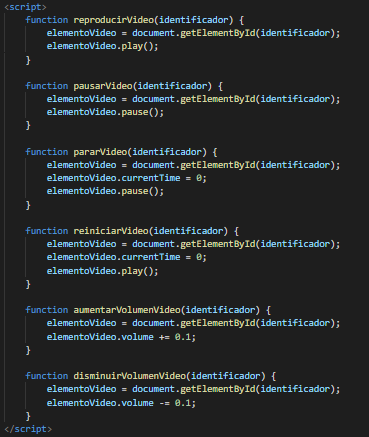 <script>
function reproducirVideo(identificador) {
elementoVideo = document.getElementById(identificador);
elementoVideo.play();
}
function pausarVideo(identificador) {
elementoVideo = document.getElementById(identificador);
elementoVideo.pause();
}
function pararVideo(identificador) {
elementoVideo = document.getElementById(identificador);
elementoVideo.currentTime = 0;
elementoVideo.pause();
}
function reiniciarVideo(identificador) {
elementoVideo = document.getElementById(identificador);
elementoVideo.currentTime = 0;
elementoVideo.play();
}
function aumentarVolumenVideo(identificador) {
elementoVideo = document.getElementById(identificador);
elementoVideo.volume += 0.1;
}
function disminuirVolumenVideo(identificador) {
elementoVideo = document.getElementById(identificador);
elementoVideo.volume -= 0.1;
}
</script>